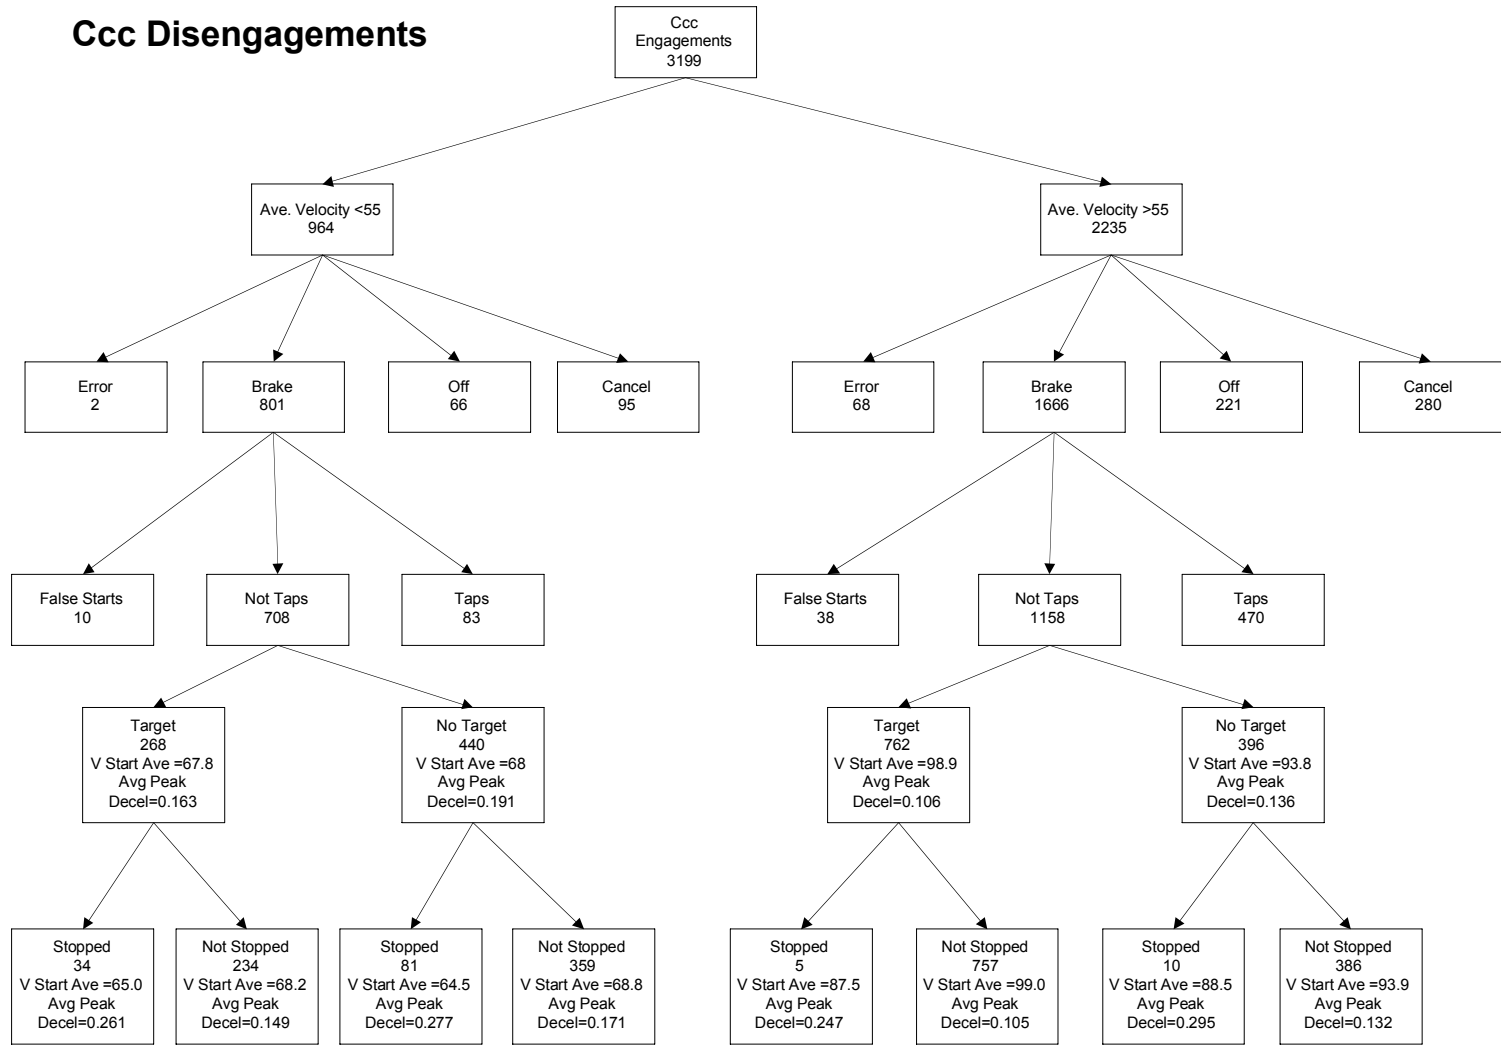 Ccc Disengagements
Ccc
Engagements
3199
Ave. Velocity <55
964
Ave. Velocity >55
2235
Error
2
Brake
801
Off
66
Cancel
95
Error
68
Brake
1666
Off
221
Cancel
280
False Starts
10
Not Taps
708
Taps
83
False Starts
38
Not Taps
1158
Taps
470
Target
268
V Start Ave =67.8
Avg Peak
Decel=0.163
No Target
440
V Start Ave =68
Avg Peak
Decel=0.191
Target
762
V Start Ave =98.9
Avg Peak
Decel=0.106
No Target
396
V Start Ave =93.8
Avg Peak
Decel=0.136
Stopped
34
V Start Ave =65.0
Avg Peak
Decel=0.261
Not Stopped
234
V Start Ave =68.2
Avg Peak
Decel=0.149
Stopped
81
V Start Ave =64.5
Avg Peak
Decel=0.277
Not Stopped
359
V Start Ave =68.8
Avg Peak
Decel=0.171
Stopped
5
V Start Ave =87.5
Avg Peak
Decel=0.247
Not Stopped
757
V Start Ave =99.0
Avg Peak
Decel=0.105
Stopped
10
V Start Ave =88.5
Avg Peak
Decel=0.295
Not Stopped
386
V Start Ave =93.9
Avg Peak
Decel=0.132